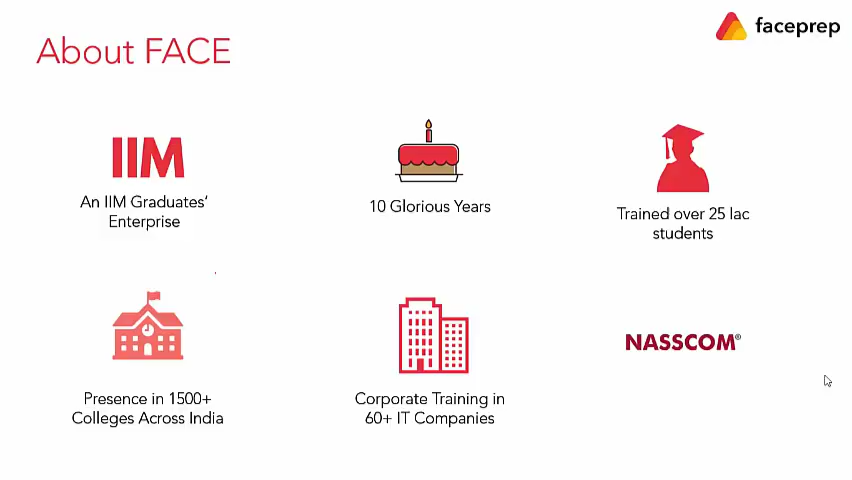 About FACE
faceprep
IIM
An IIM Graduates'
Enterprise
10 Glorious Years
Trained over 25 lac
students
Presence in 1500+
Colleges Across India
Corporate Training in
60+ IT Companies
NASSCOM®